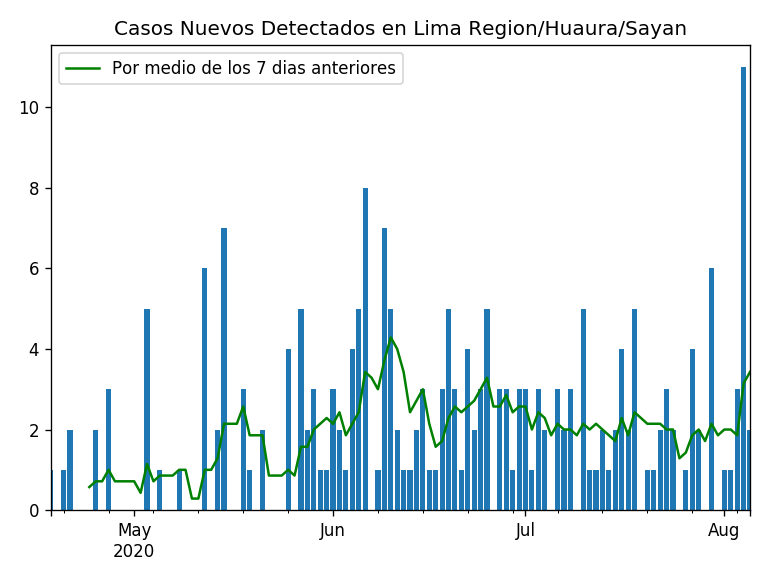 Casos Nuevos Detectados en Lima Region/Huaura/Sayan
Por medio de los 7 dias anteriores
10
8
6
4
2
0
May
2020
Jun
Jul
Aug